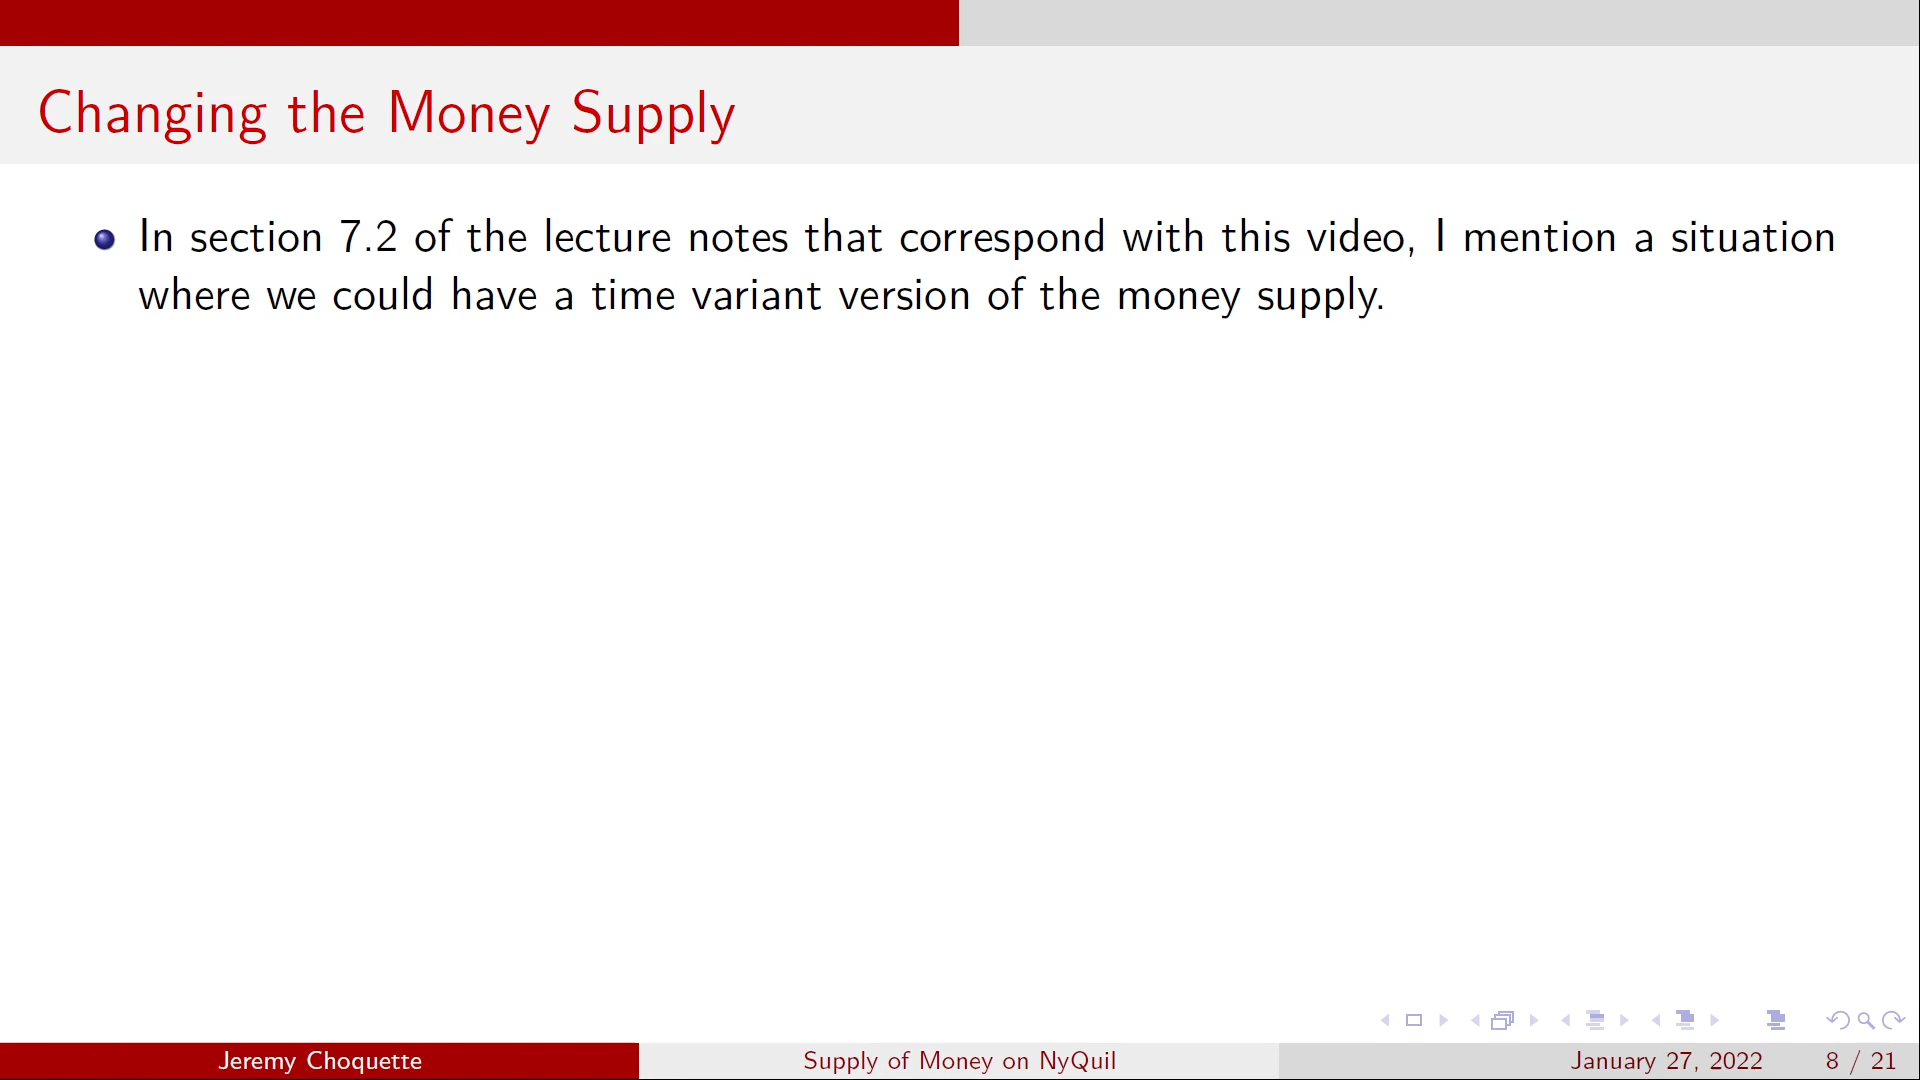 Changing the Money Supply
In section 7.2 of the lecture notes that correspond with this video, I mention a situation
where we could have a time variant version of the money supply.
Jeremy Choquette
Supply of Money on NyQuil
January 27, 2022
8 / 21